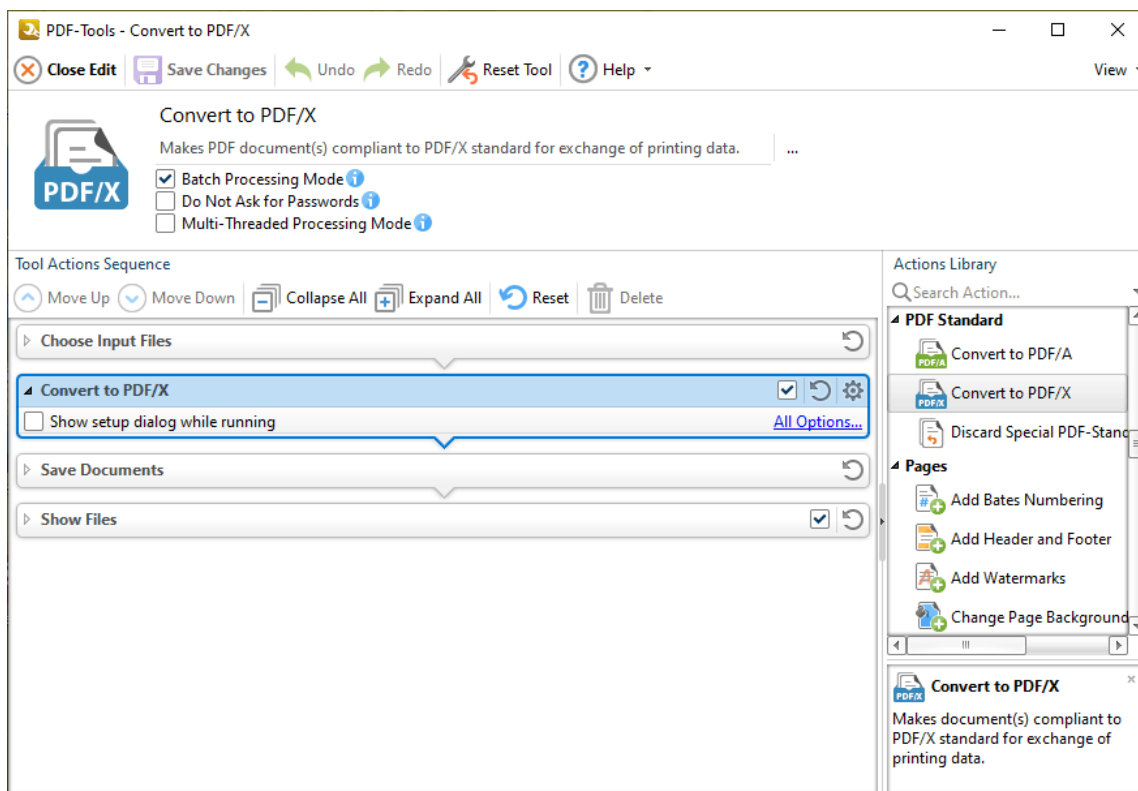 PDF-Tools - Convert to PDF/X
Close Edit Save Changes Undo Redo Reset Tool ? Help View
Convert to PDF/X
Makes PDF document(s) compliant to PDF/X standard for exchange of printing data. ...
PDF/X
Batch Processing Mode i
Do Not Ask for Passwords i
Multi-Threaded Processing Mode i
Tool Actions Sequence
Move Up Move Down Collapse All Expand All Reset Delete
Choose Input Files
Convert to PDF/X
Show setup dialog while running All Options...
Save Documents
Show Files
Actions Library
Search Action...
PDF Standard
PDF/A Convert to PDF/A
PDF/X Convert to PDF/X
Discard Special PDF-Stand
Pages
# Add Bates Numbering
Add Header and Footer
A Add Watermarks
Change Page Background
PDF/X Convert to PDF/X
Makes document(s) compliant to
PDF/X standard for exchange of
printing data.